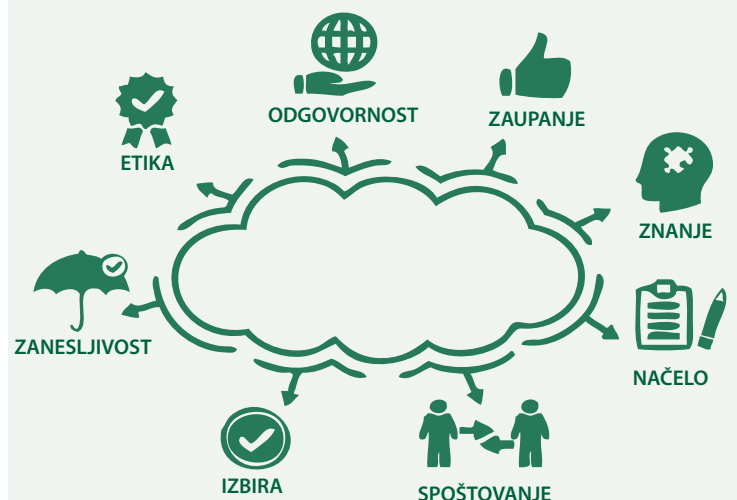 ODGOVORNOST
ZAUPANJE
ETIKA
ZNANJE
ZANESLJIVOST
NAČELO
IZBIRA
SPOŠTOVANJE